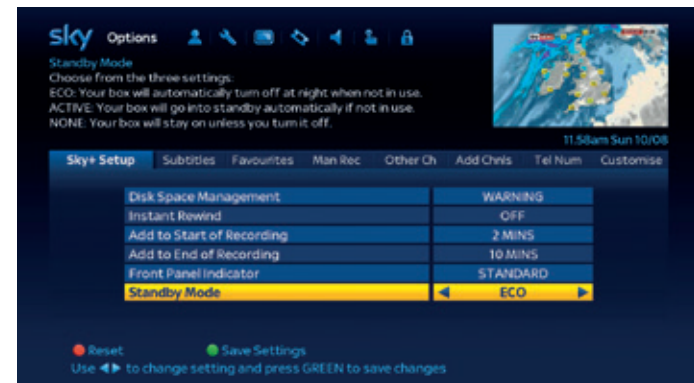 sky Options
Standby Mode
Choose from the three settings:
ECO: Your box will automatically turn off at night when not in use.
ACTIVE: Your box will go into standby automatically if not in use.
NONE: Your box will stay on unless you turn it off.
11.58am Sun 10/08
Sky+ Setup Subtitles Favourites Man Rec Other Ch Add Chnls Tel Num Customise
Disk Space Management WARNING
Instant Rewind OFF
Add to Start of Recording 2 MINS
Add to End of Recording 10 MINS
Front Panel Indicator STANDARD
Standby Mode ECO
Reset Save Settings
Use ◀▶ to change setting and press GREEN to save changes